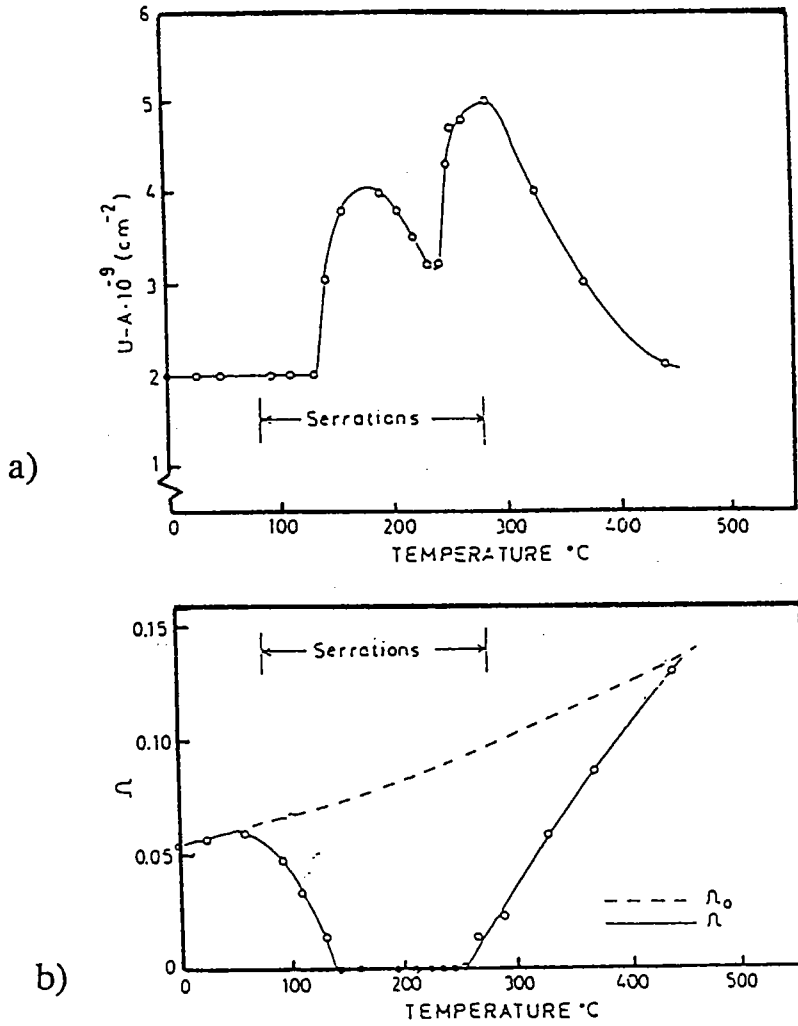 6
5
4
3
2
1
U-A·10⁻⁹ (cm⁻²)
Serrations
a)
0 100 200 300 400 500
TEMPERATURE °C
0.15
0.10
0.05
0
Ω
Serrations
Ω₀
Ω
b)
0 100 200 300 400 500
TEMPERATURE °C